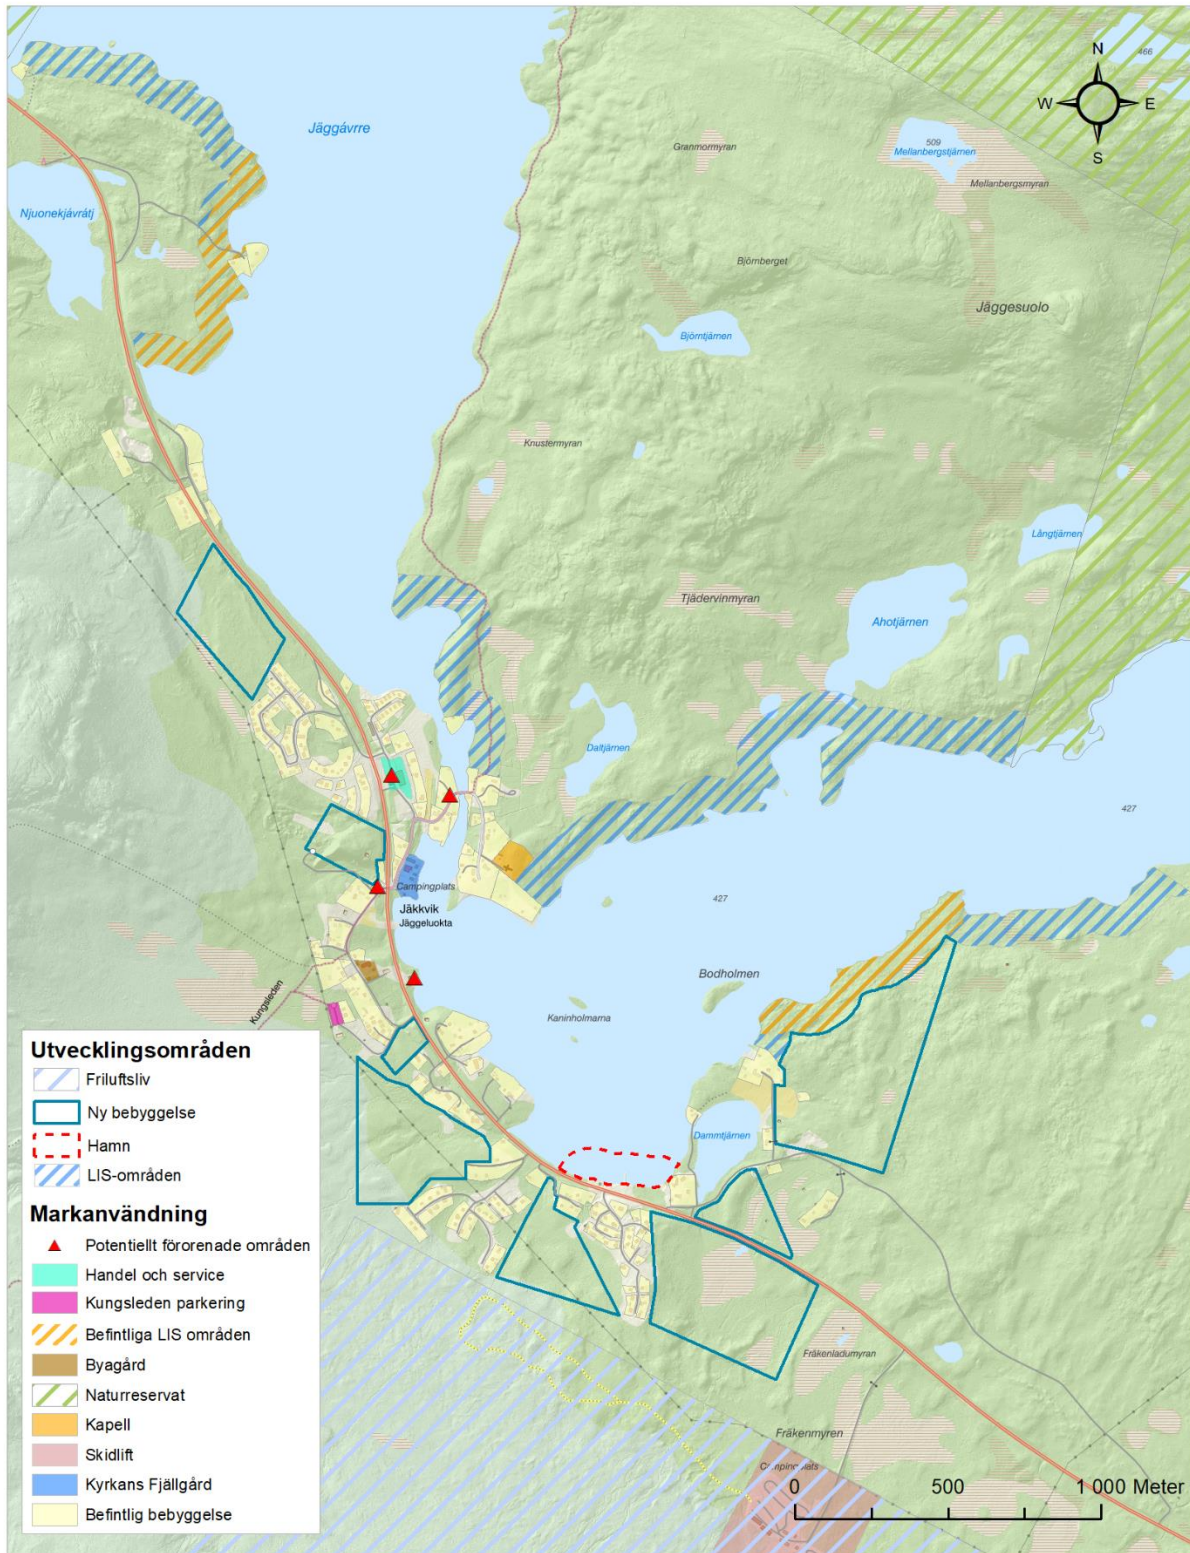 N
W E
S
466
Jäggávrre
Granmormyran
509
Mellanbergstjärnen
Mellanbergsmyran
Njuonekjávrátj
Björnberget
Jäggesuolo
Björntjärnen
Knustermyran
Långtjärnen
Tjädervinmyran
Ahotjärnen
Daltjärnen
427
Campingplats
Jäkkvik
Jäggeluokta
427
Bodholmen
Kungsleden
Kaninholmarna
Dammtjärnen
Fräkenladumyran
Fräkenmyren
Campingplats
0 500 1 000 Meter
Utvecklingsområden
Friluftsliv
Ny bebyggelse
Hamn
LIS-områden
Markanvändning
Potentiellt förorenade områden
Handel och service
Kungsleden parkering
Befintliga LIS områden
Byagård
Naturreservat
Kapell
Skidlift
Kyrkans Fjällgård
Befintlig bebyggelse